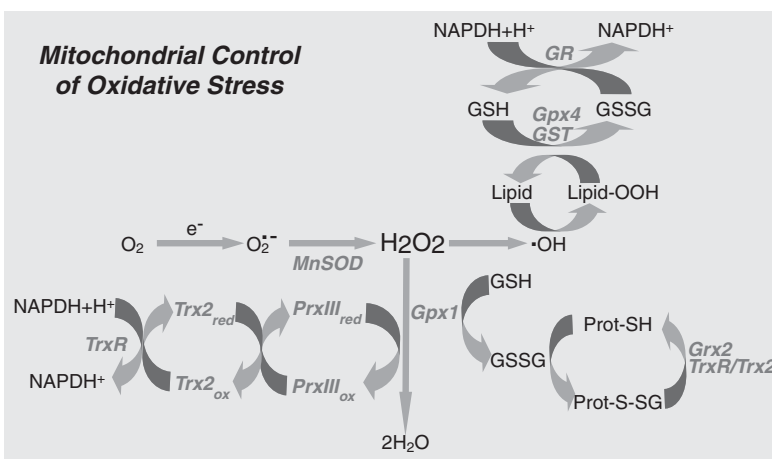 Mitochondrial Control
of Oxidative Stress
NAPDH+H⁺ NAPDH⁺
GR
GSH GSSG
Gpx4
GST
Lipid Lipid-OOH
O₂ e⁻ O₂·⁻ MnSOD H2O2 ·OH
NAPDH+H⁺ Trx2red PrxIIIred Gpx1 GSH
TrxR
Prot-SH
GSSG
Grx2
TrxR/Trx2
NAPDH⁺ Trx2ox PrxIIIox
Prot-S-SG
2H₂O